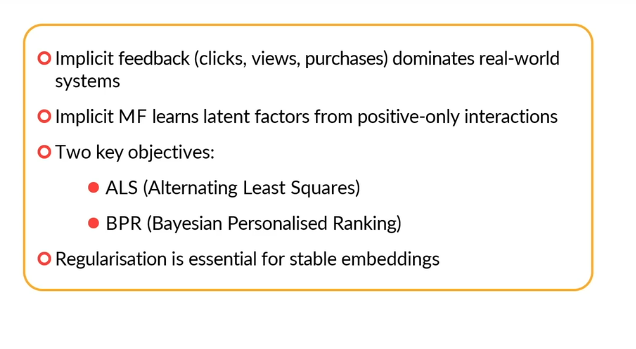 Implicit feedback (clicks, views, purchases) dominates real-world
systems
Implicit MF learns latent factors from positive-only interactions
Two key objectives:
ALS (Alternating Least Squares)
BPR (Bayesian Personalised Ranking)
Regularisation is essential for stable embeddings